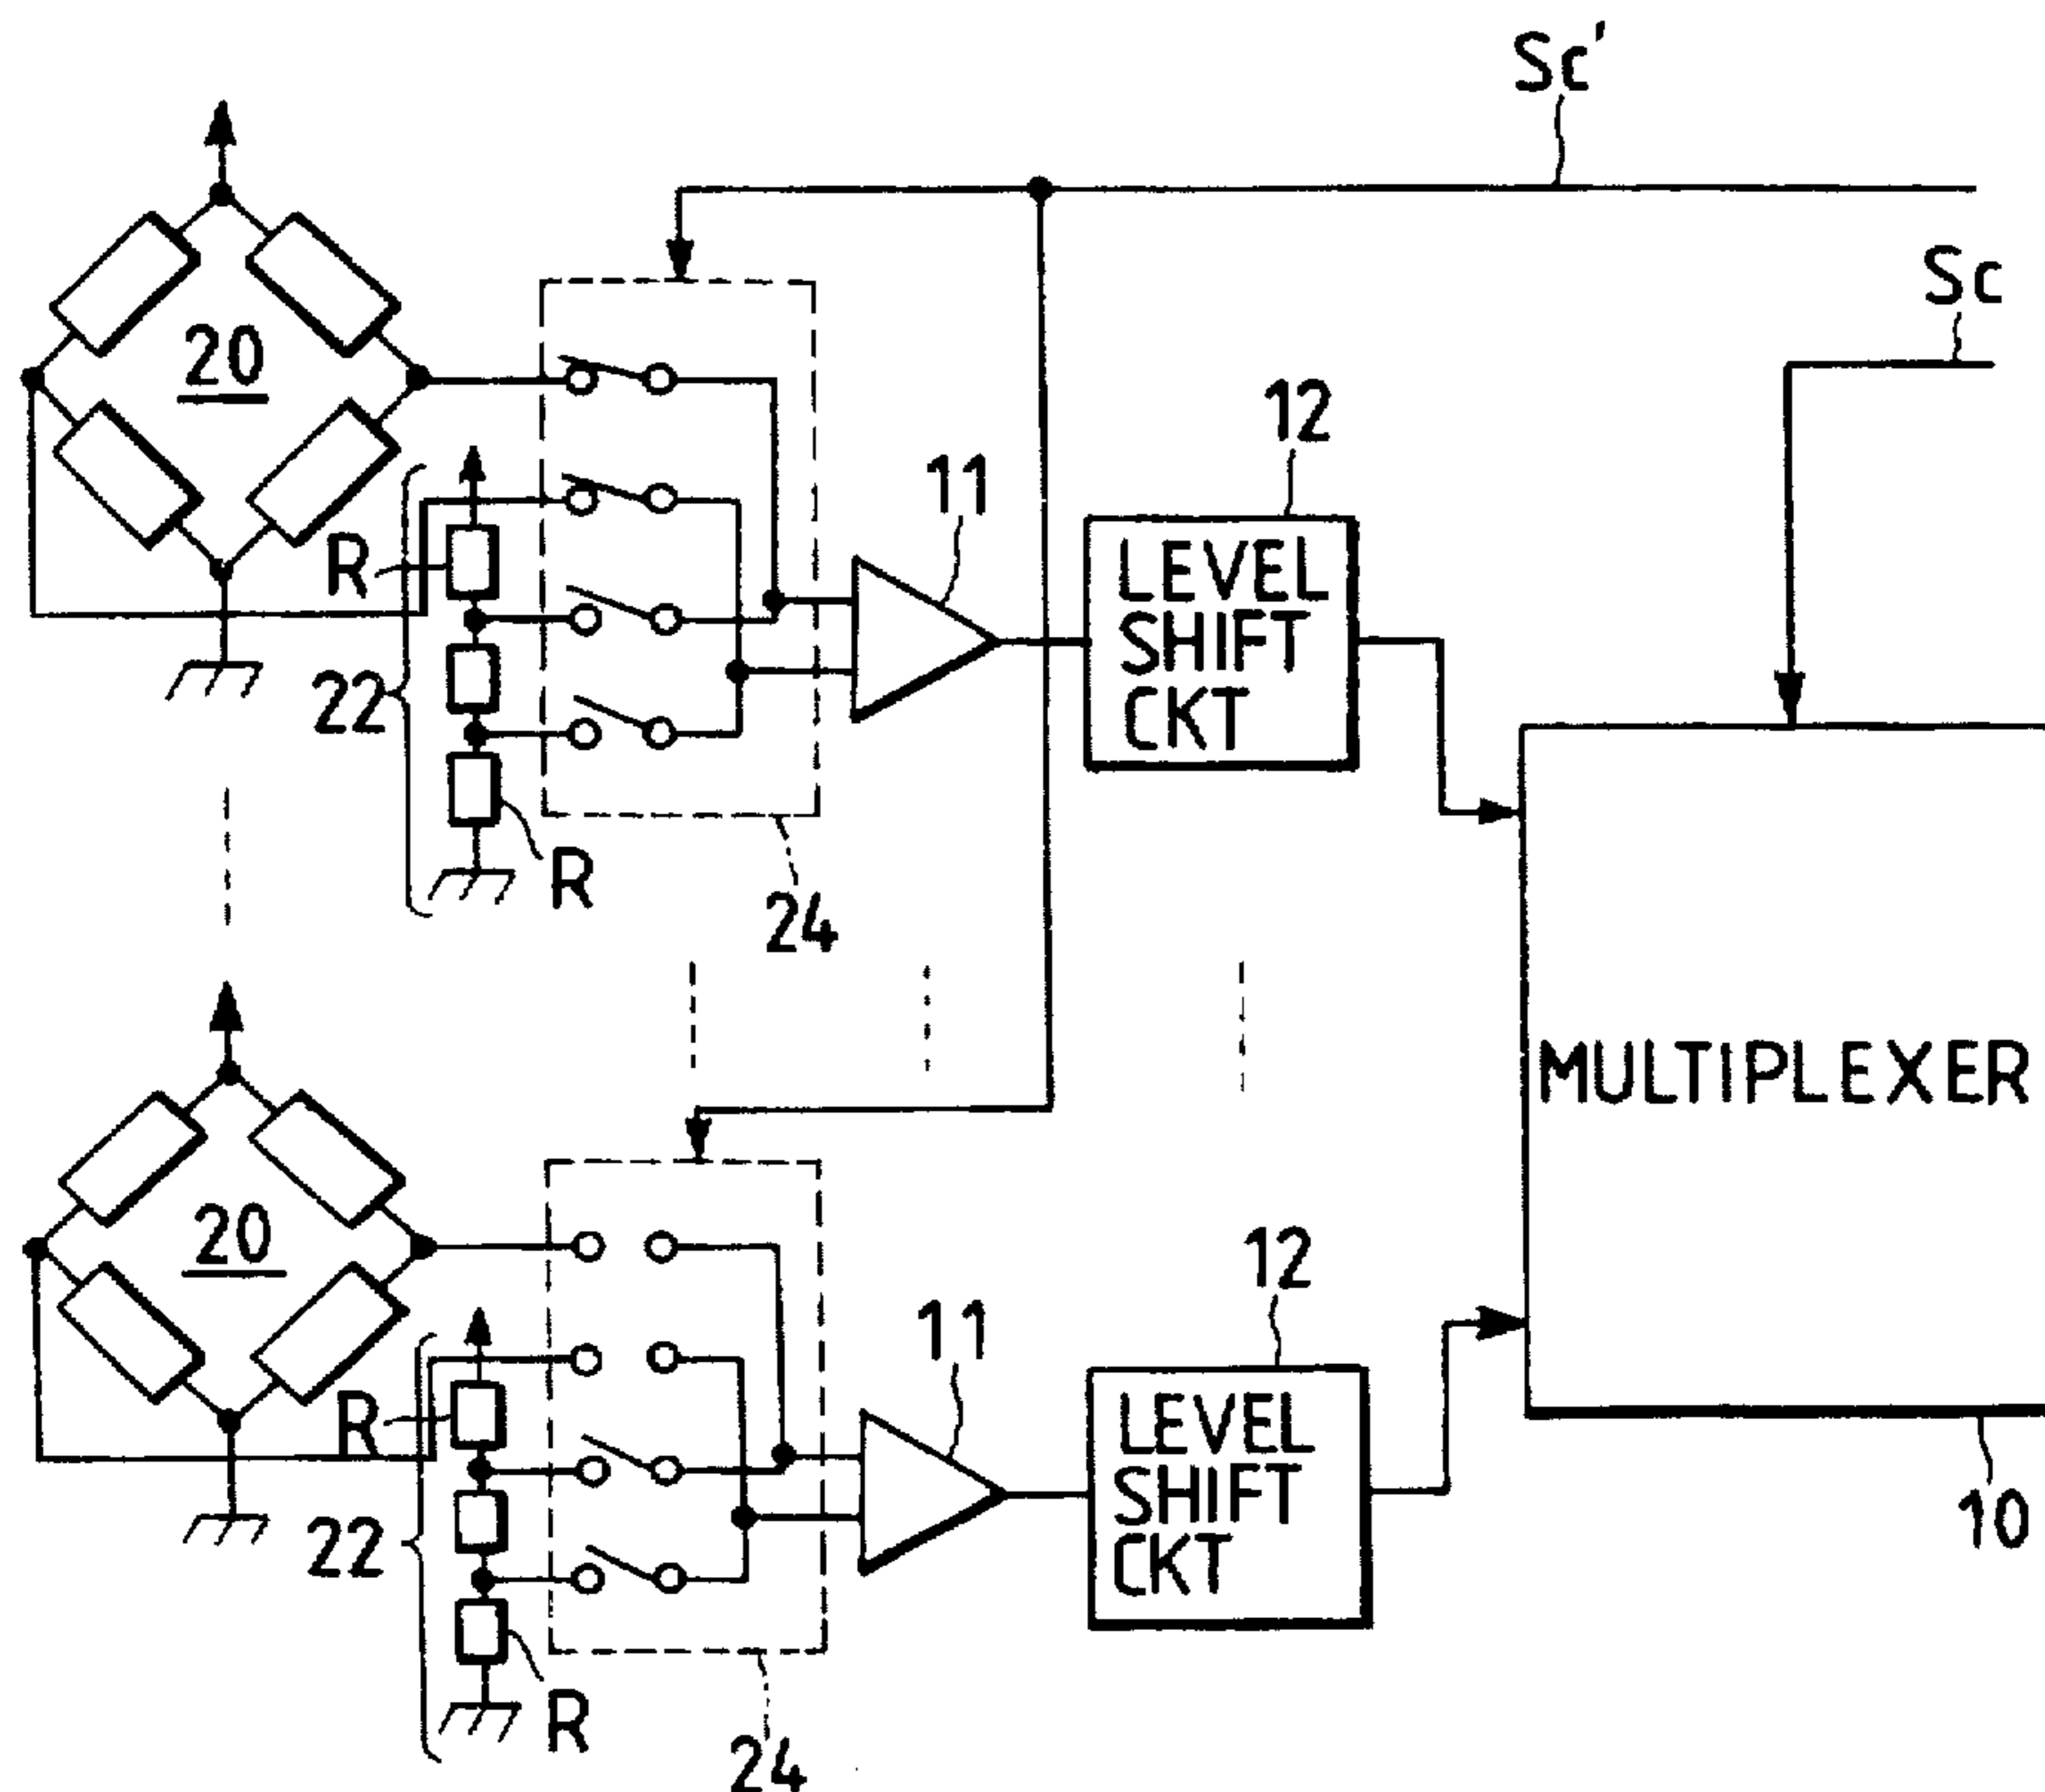 Sc'
Sc
20
12
11
R
LEVEL
SHIFT
CKT
22
R
24
MULTIPLEXER
20
12
11
R
LEVEL
SHIFT
CKT
22
10
R
24